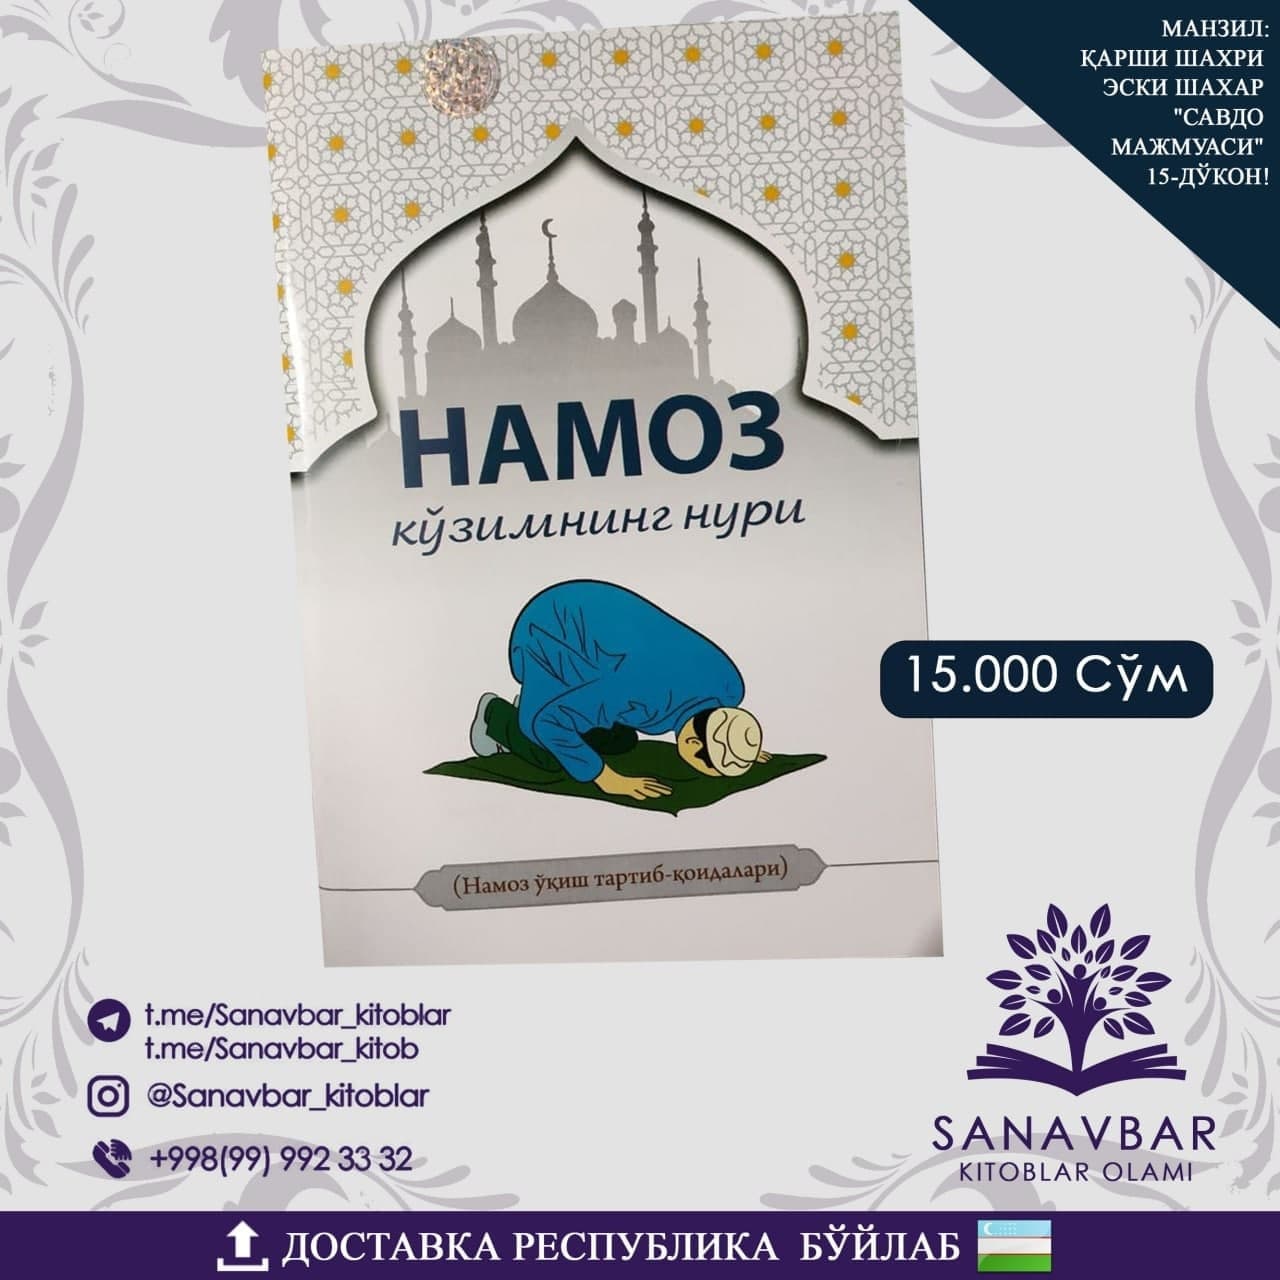 МАНЗИЛ:
ҚАРШИ ШАХРИ
ЭСКИ ШАХАР
"САВДО
МАЖМУАСИ"
15-ДЎКОН!
НАМОЗ
кўзимнинг нури
15.000 Сўм
(Намоз ўқиш тартиб-қоидалари)
t.me/Sanavbar_kitoblar
t.me/Sanavbar_kitob
@Sanavbar_kitoblar
+998(99) 992 33 32
SANAVBAR
KITOBLAR OLAMI
ДОСТАВКА РЕСПУБЛИКА БЎЙЛАБ